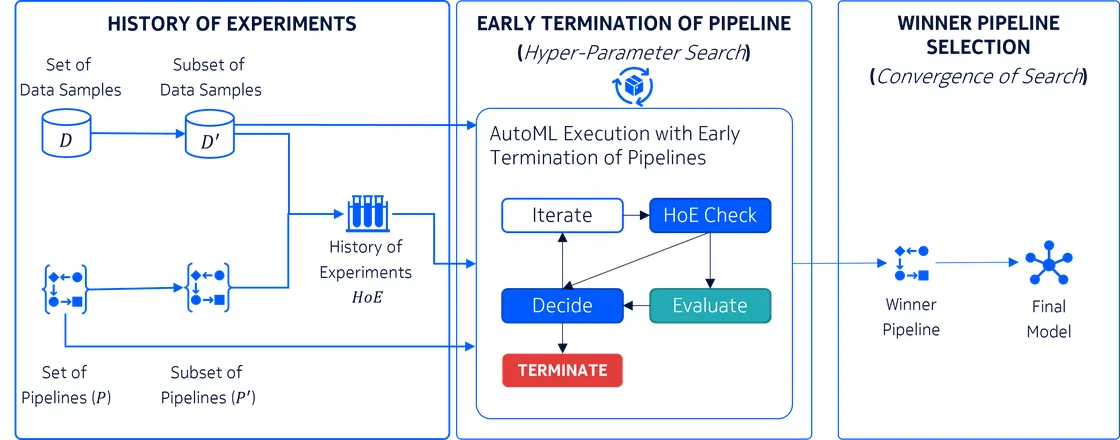 HISTORY OF EXPERIMENTS
Set of
Data Samples
Subset of
Data Samples
D
D′
History of
Experiments
HoE
Set of
Pipelines (P)
Subset of
Pipelines (P′)
EARLY TERMINATION OF PIPELINE
(Hyper-Parameter Search)
AutoML Execution with Early
Termination of Pipelines
Iterate
HoE Check
Decide
Evaluate
TERMINATE
WINNER PIPELINE
SELECTION
(Convergence of Search)
Winner
Pipeline
Final
Model